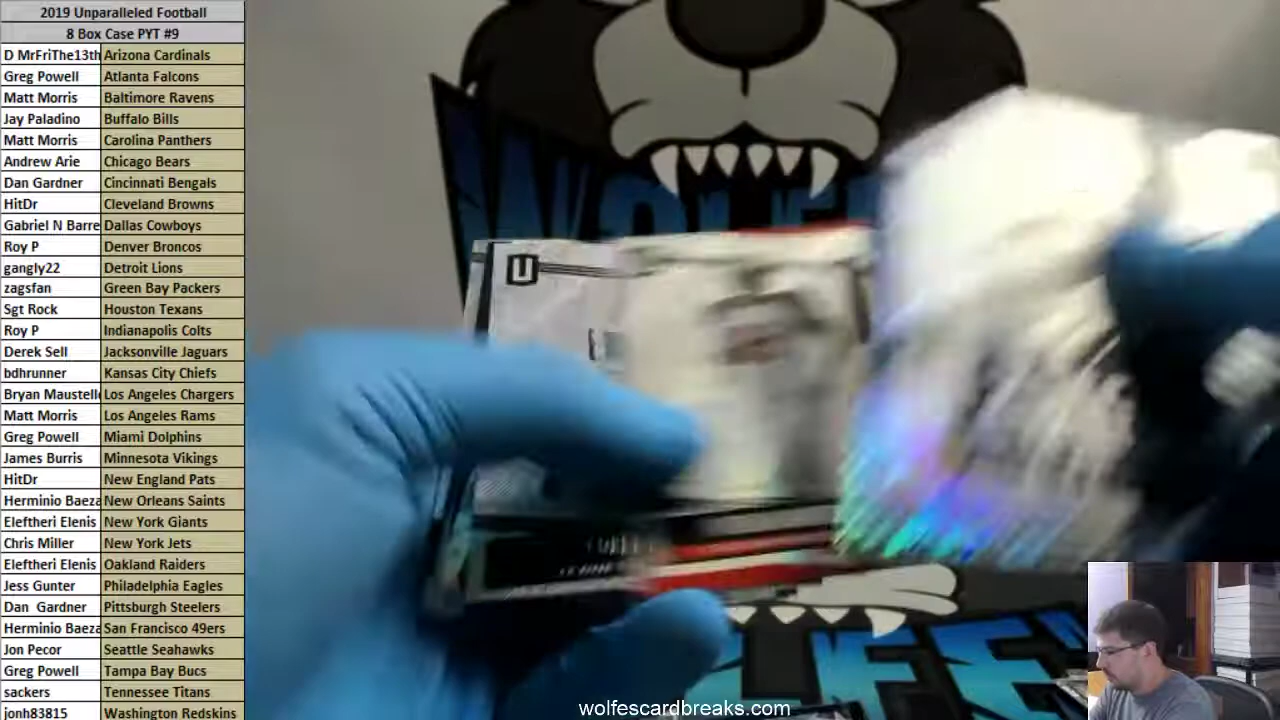 2019 Unparalleled Football
8 Box Case PYT #9
D MrFriThe13th Arizona Cardinals
Greg Powell Atlanta Falcons
Matt Morris Baltimore Ravens
Jay Paladino Buffalo Bills
Matt Morris Carolina Panthers
Andrew Arie Chicago Bears
Dan Gardner Cincinnati Bengals
HitDr Cleveland Browns
Gabriel N Barre Dallas Cowboys
Roy P Denver Broncos
gangly22 Detroit Lions
zagsfan Green Bay Packers
Sgt Rock Houston Texans
Roy P Indianapolis Colts
Derek Sell Jacksonville Jaguars
bdhrunner Kansas City Chiefs
Bryan Maustelle Los Angeles Chargers
Matt Morris Los Angeles Rams
Greg Powell Miami Dolphins
James Burris Minnesota Vikings
HitDr New England Pats
Herminio Baeza New Orleans Saints
Eleftheri Elenis New York Giants
Chris Miller New York Jets
Eleftheri Elenis Oakland Raiders
Jess Gunter Philadelphia Eagles
Dan Gardner Pittsburgh Steelers
Herminio Baeza San Francisco 49ers
Jon Pecor Seattle Seahawks
Greg Powell Tampa Bay Bucs
sackers Tennessee Titans
jonh83815 Washington Redskins
U
wolfescardbreaks.com